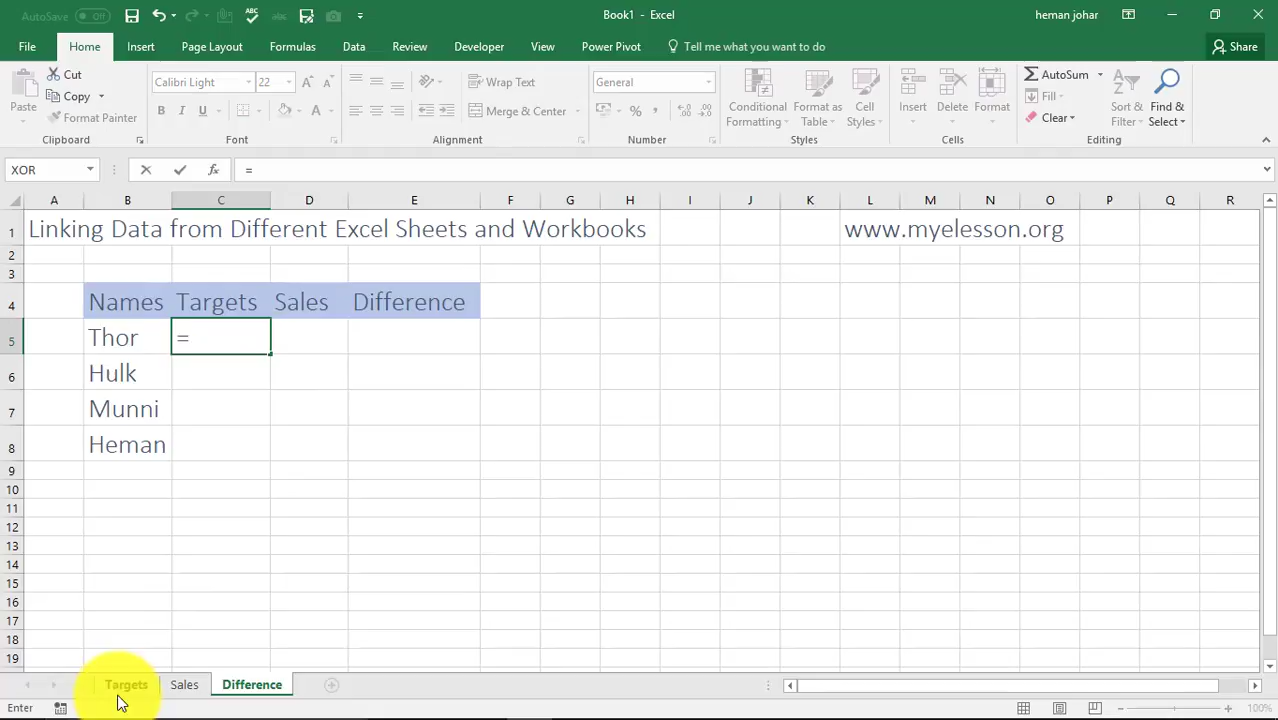 AutoSave Off
Book1 - Excel
heman johar
File Home Insert Page Layout Formulas Data Review View Developer Power Pivot Tell me what you want to do Share
Paste Cut Copy Format Painter
Clipboard
Calibri Light 22
B I U
Font
Wrap Text
Merge & Center
Alignment
General
Number
Conditional Formatting
Format as Table
Cell Styles
Styles
Insert Delete Format
Cells
AutoSum
Fill
Clear
Sort & Filter
Find & Select
Editing
XOR fx =
A B C D E F G H I J K L M N O P Q R
1 Linking Data from Different Excel Sheets and Workbooks www.myelesson.org
2
3
4 Names Targets Sales Difference
5 Thor =
6 Hulk
7 Munni
8 Heman
9
10
11
12
13
14
15
16
17
18
19
Targets Sales Difference
Enter 100%